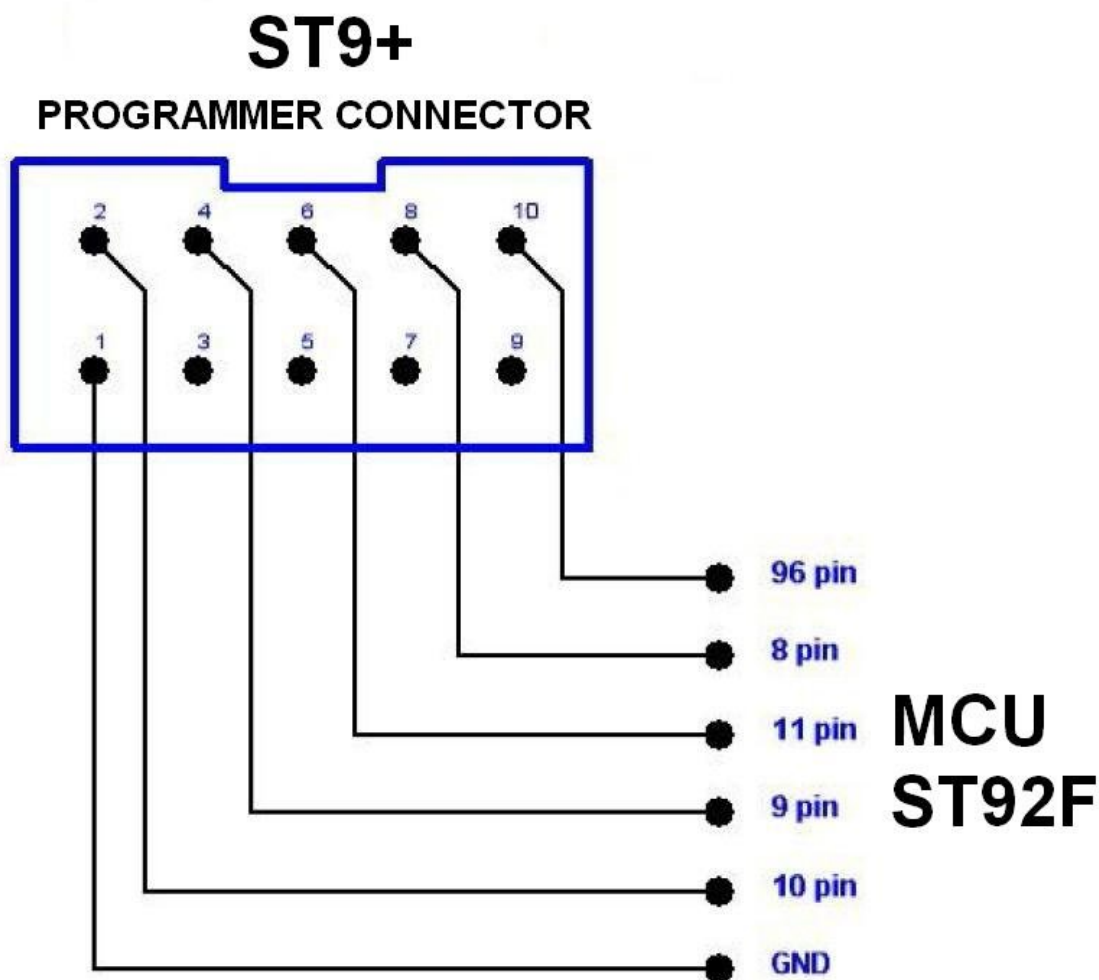 ST9+
PROGRAMMER CONNECTOR
2 4 6 8 10
1 3 5 7 9
96 pin
8 pin
11 pin
9 pin
10 pin
GND
MCU
ST92F